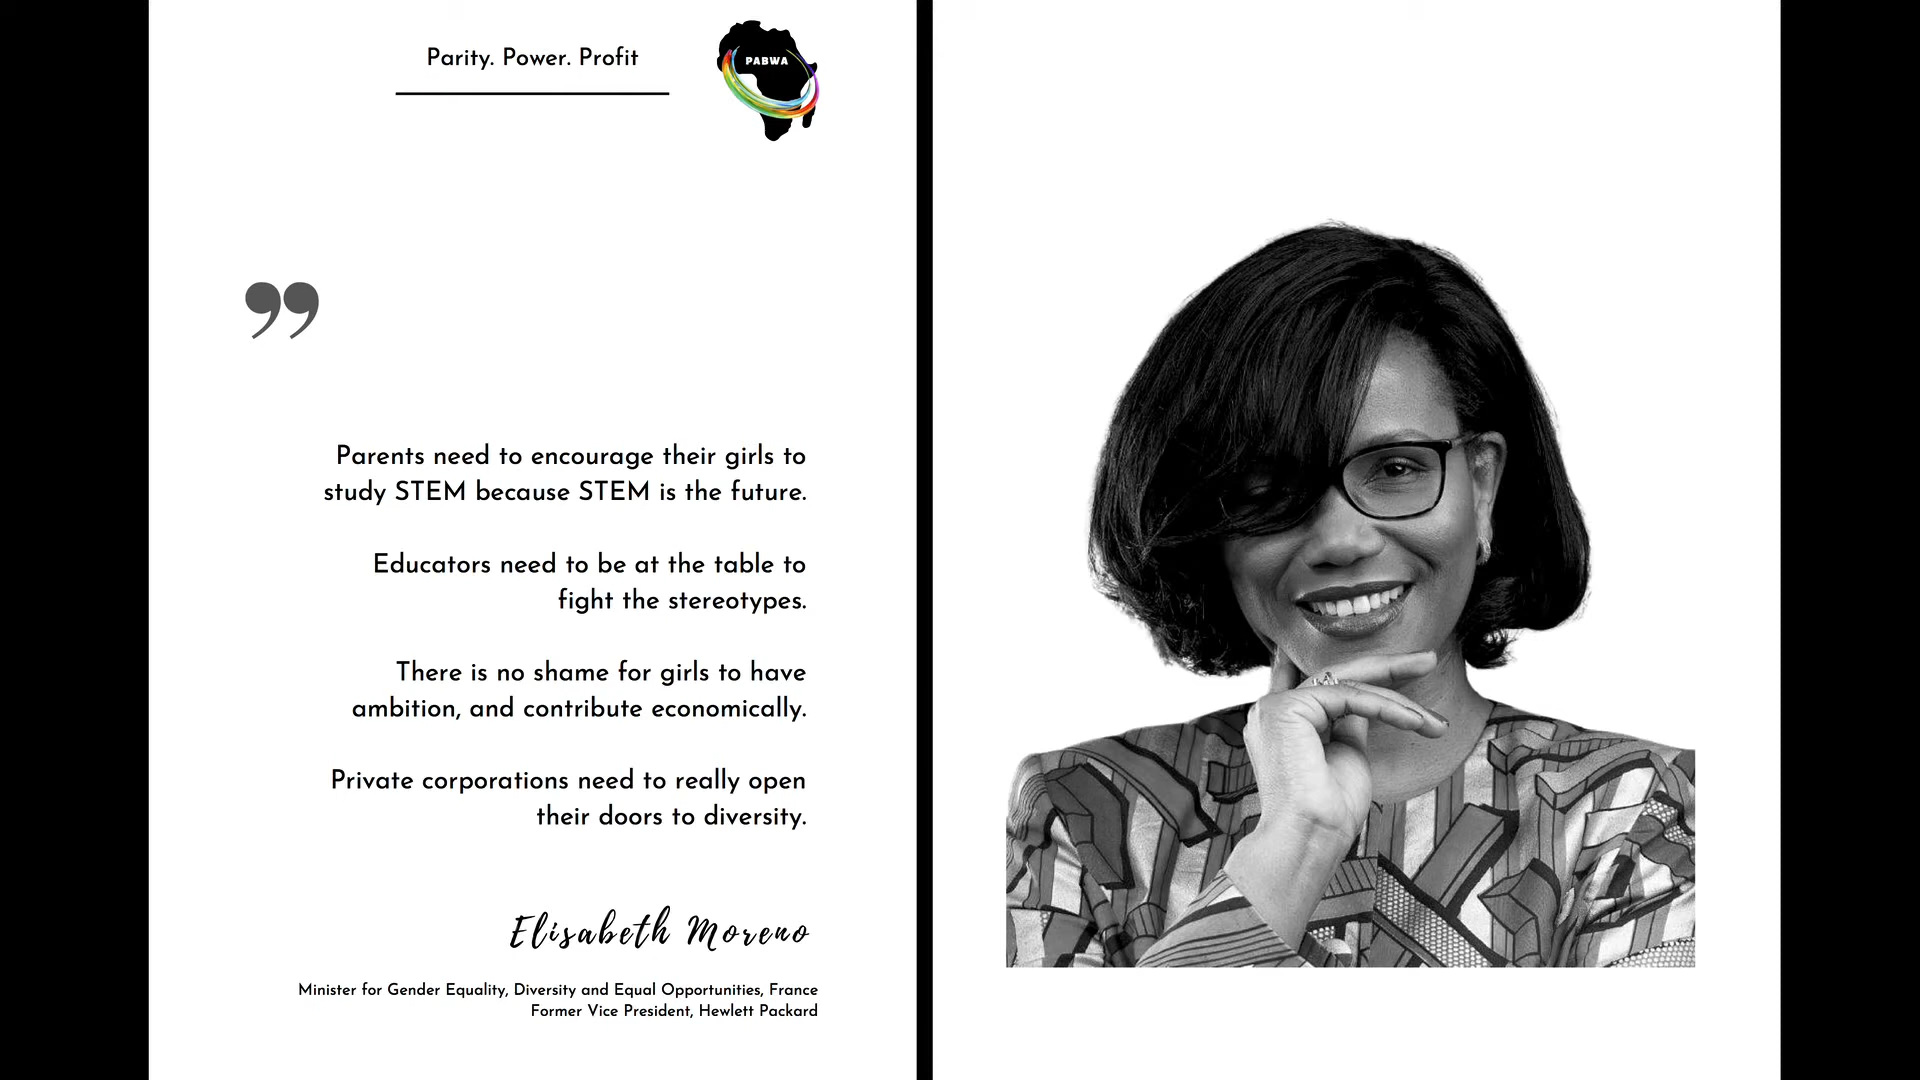 Parity. Power. Profit
PABWA
”
Parents need to encourage their girls to
study STEM because STEM is the future.
Educators need to be at the table to
fight the stereotypes.
There is no shame for girls to have
ambition, and contribute economically.
Private corporations need to really open
their doors to diversity.
Elisabeth Moreno
Minister for Gender Equality, Diversity and Equal Opportunities, France
Former Vice President, Hewlett Packard